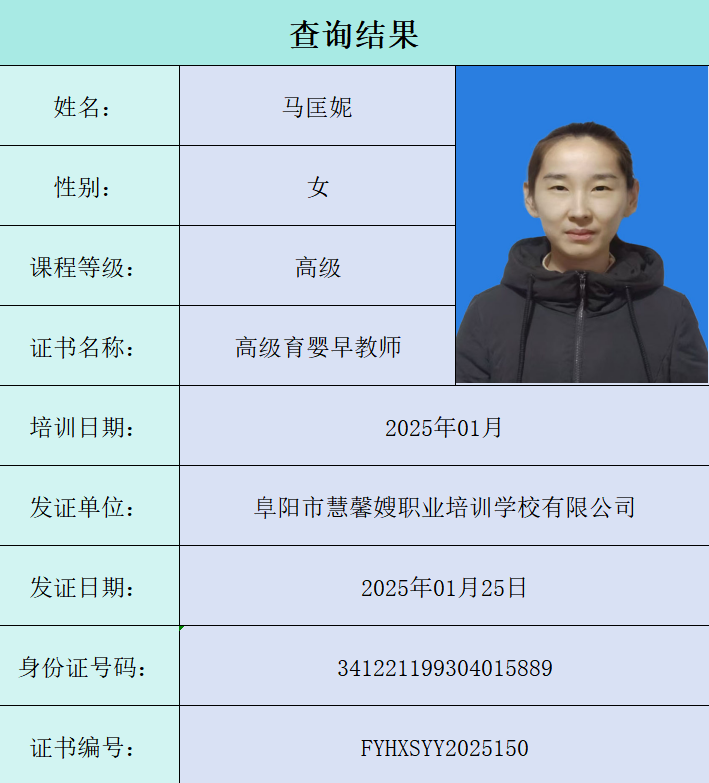 查询结果
姓名： 马匡妮
性别： 女
课程等级： 高级
证书名称： 高级育婴早教师
培训日期： 2025年01月
发证单位： 阜阳市慧馨嫂职业培训学校有限公司
发证日期： 2025年01月25日
身份证号码： 341221199304015889
证书编号： FYHXSYY2025150